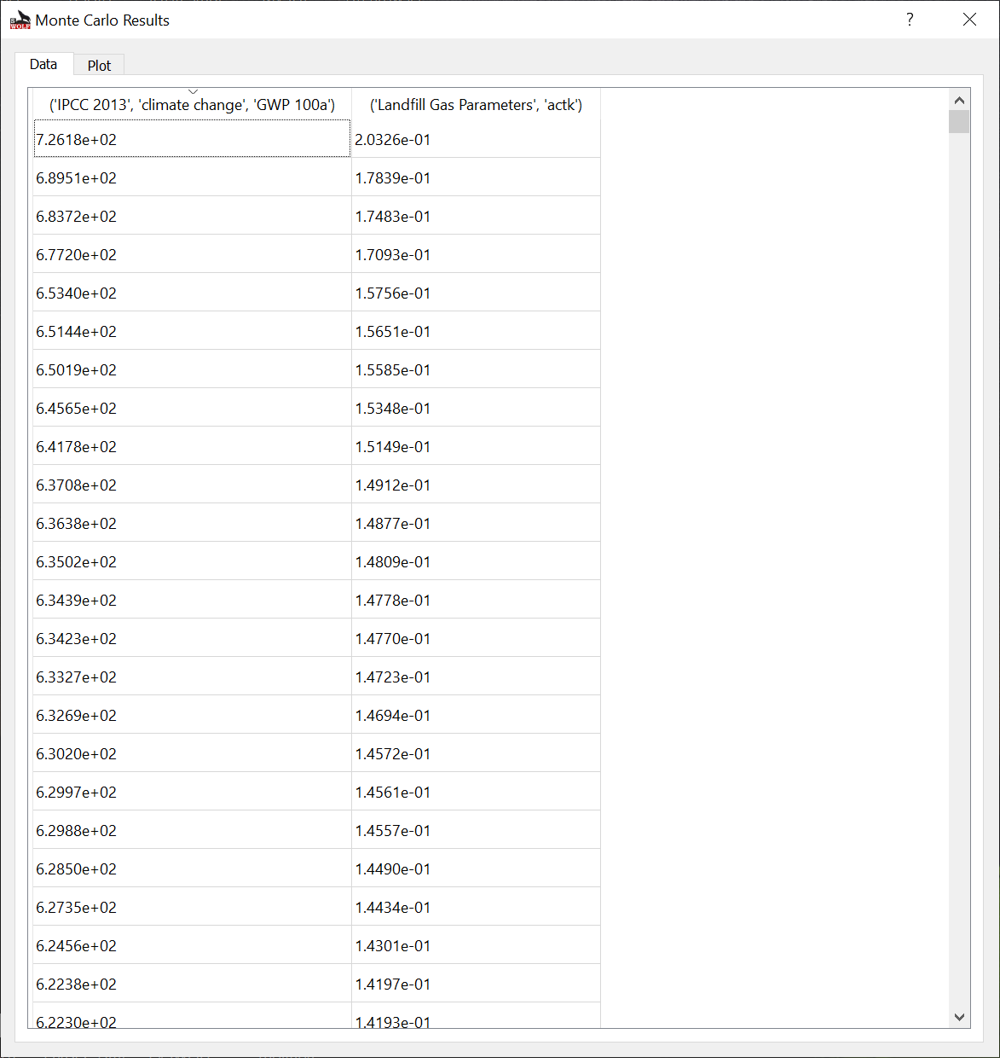 Monte Carlo Results ?
Data Plot
('IPCC 2013', 'climate change', 'GWP 100a') ('Landfill Gas Parameters', 'actk')
7.2618e+02 2.0326e-01
6.8951e+02 1.7839e-01
6.8372e+02 1.7483e-01
6.7720e+02 1.7093e-01
6.5340e+02 1.5756e-01
6.5144e+02 1.5651e-01
6.5019e+02 1.5585e-01
6.4565e+02 1.5348e-01
6.4178e+02 1.5149e-01
6.3708e+02 1.4912e-01
6.3638e+02 1.4877e-01
6.3502e+02 1.4809e-01
6.3439e+02 1.4778e-01
6.3423e+02 1.4770e-01
6.3327e+02 1.4723e-01
6.3269e+02 1.4694e-01
6.3020e+02 1.4572e-01
6.2997e+02 1.4561e-01
6.2988e+02 1.4557e-01
6.2850e+02 1.4490e-01
6.2735e+02 1.4434e-01
6.2456e+02 1.4301e-01
6.2238e+02 1.4197e-01
6.2230e+02 1.4193e-01